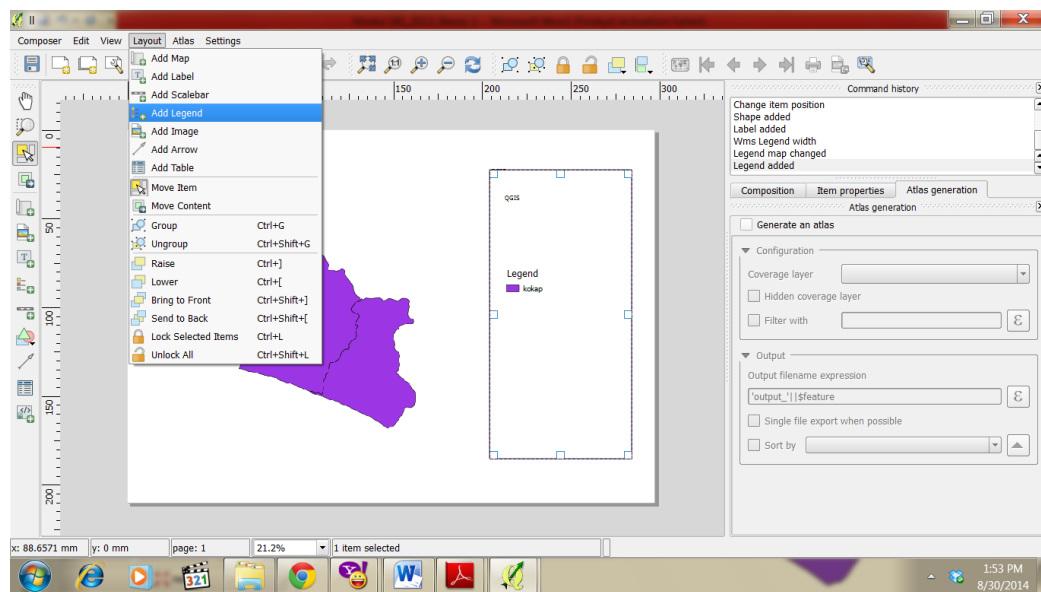 II
Composer Edit View Layout Atlas Settings
Add Map
Add Label
Add Scalebar
Add Legend
Add Image
Add Arrow
Add Table
Move Item
Move Content
Group Ctrl+G
Ungroup Ctrl+Shift+G
Raise Ctrl+]
Lower Ctrl+[
Bring to Front Ctrl+Shift+]
Send to Back Ctrl+Shift+[
Lock Selected Items Ctrl+L
Unlock All Ctrl+Shift+L
150 200 250 300
0
50
100
150
200
QGIS
Legend
kokap
Command history
Change item position
Shape added
Label added
Wms Legend width
Legend map changed
Legend added
Composition Item properties Atlas generation
Atlas generation
Generate an atlas
Configuration
Coverage layer
Hidden coverage layer
Filter with
ε
Output
Output filename expression
'output_'||$feature
ε
Single file export when possible
Sort by
x: 88.6571 mm y: 0 mm page: 1 21.2% 1 item selected
321
1:53 PM
8/30/2014